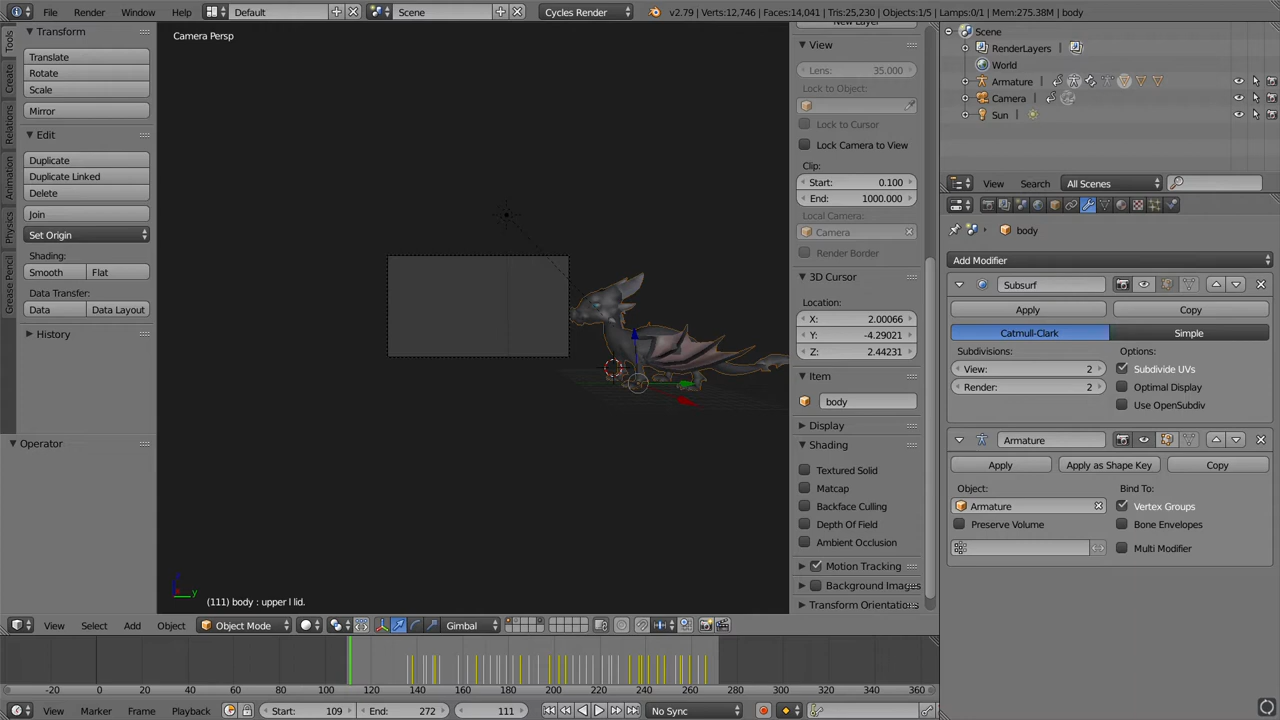 File Render Window Help Default Scene Cycles Render v2.79 | Verts:12,746 | Faces:14,041 | Tris:25,230 | Objects:1/5 | Lamps:0/1 | Mem:275.38M | body
Tools
Create
Relations
Animation
Physics
Grease Pencil
Transform
Translate
Rotate
Scale
Mirror
Edit
Duplicate
Duplicate Linked
Delete
Join
Set Origin
Shading:
Smooth Flat
Data Transfer:
Data Data Layout
History
Operator
Camera Persp
z
y
(111) body : upper l lid.
New Layer
View
Lens: 35.000
Lock to Object:
Lock to Cursor
Lock Camera to View
Clip:
Start: 0.100
End: 1000.000
Local Camera:
Camera
Render Border
3D Cursor
Location:
X: 2.00066
Y: -4.29021
Z: 2.44231
Item
body
Display
Shading
Textured Solid
Matcap
Backface Culling
Depth Of Field
Ambient Occlusion
Motion Tracking
Background Images
Transform Orientations
Scene
RenderLayers
World
Armature
Camera
Sun
View Search All Scenes
body
Add Modifier
Subsurf
Apply Copy
Catmull-Clark Simple
Subdivisions: Options:
View: 2 Subdivide UVs
Render: 2 Optimal Display
Use OpenSubdiv
Armature
Apply Apply as Shape Key Copy
Object: Bind To:
Armature Vertex Groups
Preserve Volume Bone Envelopes
Multi Modifier
View Select Add Object Object Mode Gimbal
-20 0 20 40 60 80 100 120 140 160 180 200 220 240 260 280 300 320 340 360
View Marker Frame Playback Start: 109 End: 272 111 No Sync